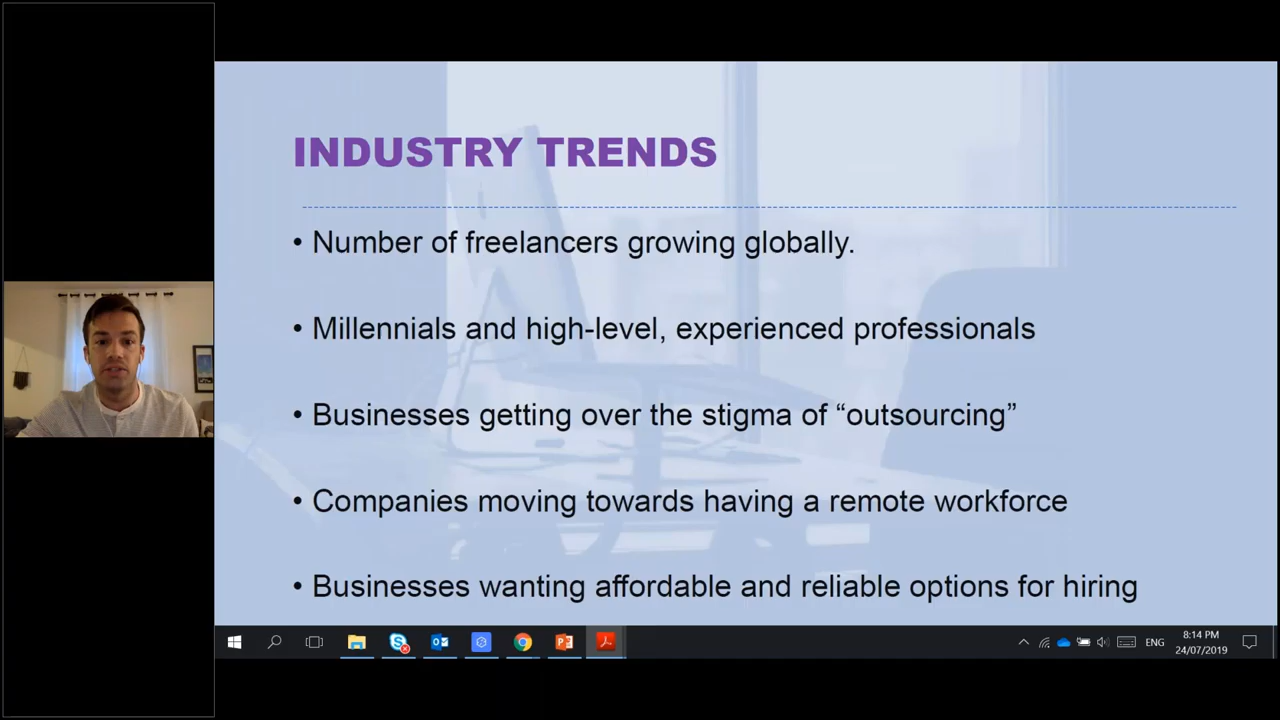 INDUSTRY TRENDS
• Number of freelancers growing globally.
• Millennials and high-level, experienced professionals
• Businesses getting over the stigma of “outsourcing”
• Companies moving towards having a remote workforce
• Businesses wanting affordable and reliable options for hiring
ENG
8:14 PM
24/07/2019